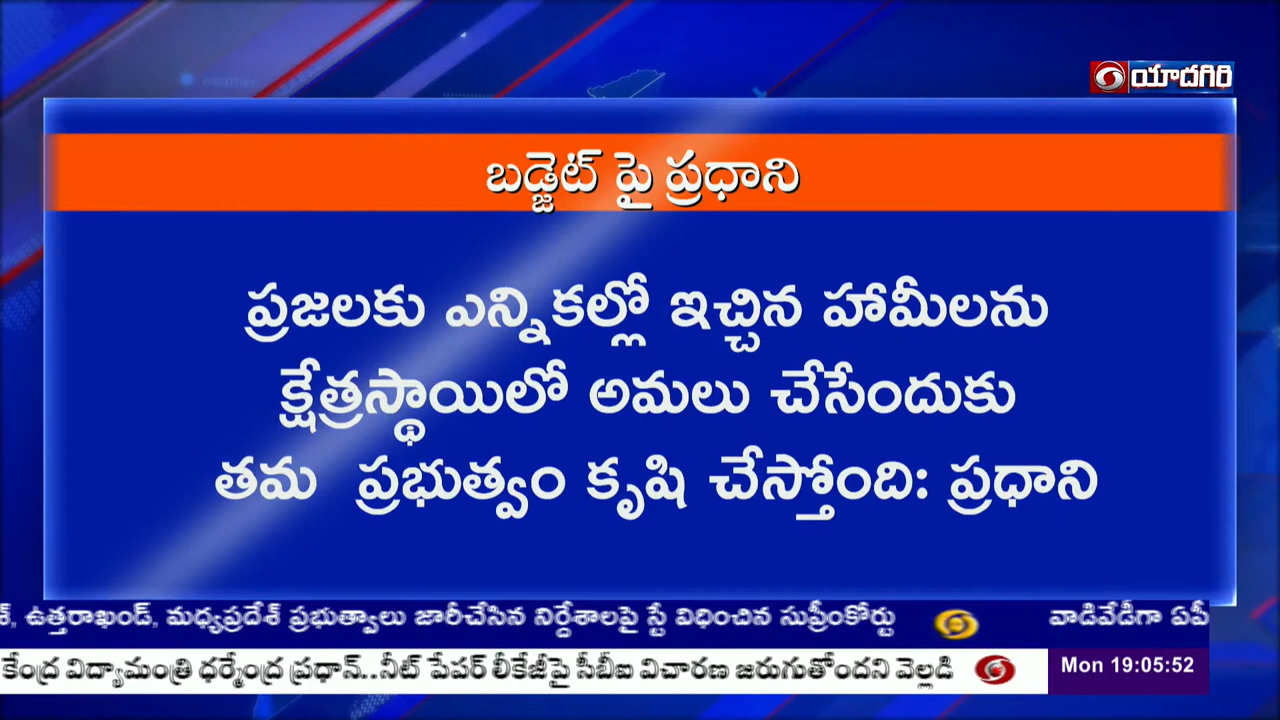 యాదగిరి
బడ్జెట్ పై ప్రధాని
ప్రజలకు ఎన్నికల్లో ఇచ్చిన హామీలను
క్షేత్రస్థాయిలో అమలు చేసేందుకు
తమ ప్రభుత్వం కృషి చేస్తోంది: ప్రధాని
ఉత్తరాఖండ్, మధ్యప్రదేశ్ ప్రభుత్వాలు జారీచేసిన నిర్దేశాలపై స్టే విధించిన సుప్రీంకోర్టు వాడివేడీగా ఏపీ
కేంద్ర విద్యామంత్రి ధర్మేంద్ర ప్రధాన్..నీట్ పేపర్ లీకేజీపై సీబీఐ విచారణ జరుగుతోందని వెల్లడి Mon 19:05:52